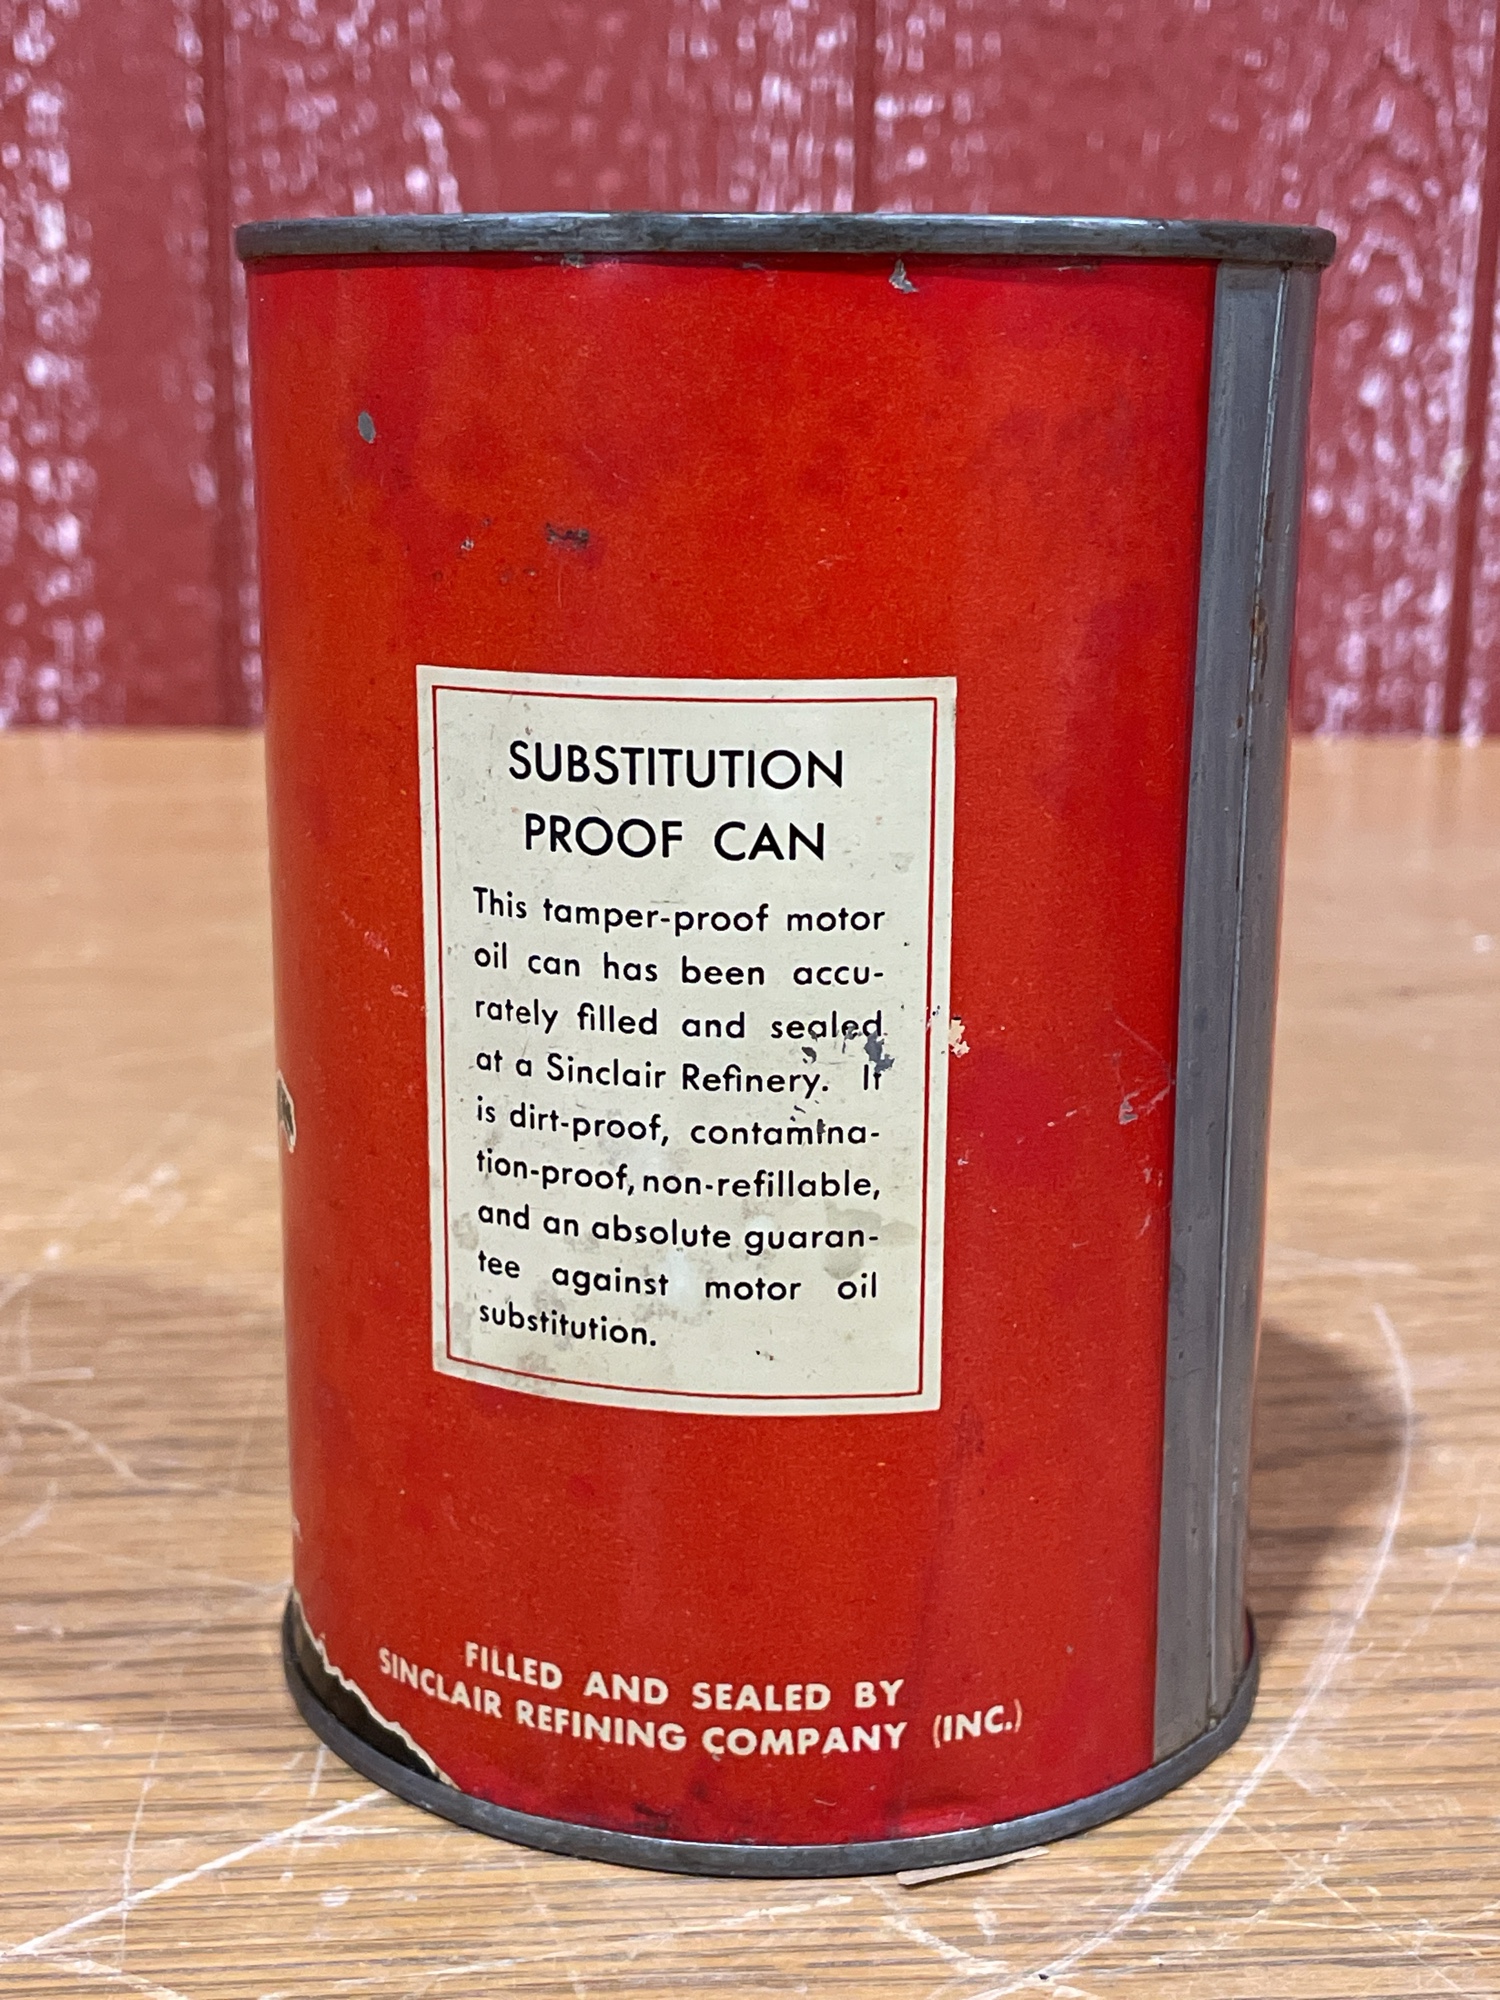 SUBSTITUTION
PROOF CAN
This tamper-proof motor
oil can has been accu-
rately filled and sealed
at a Sinclair Refinery. It
is dirt-proof, contamina-
tion-proof, non-refillable,
and an absolute guaran-
tee against motor oil
substitution.
FILLED AND SEALED BY
SINCLAIR REFINING COMPANY (INC.)